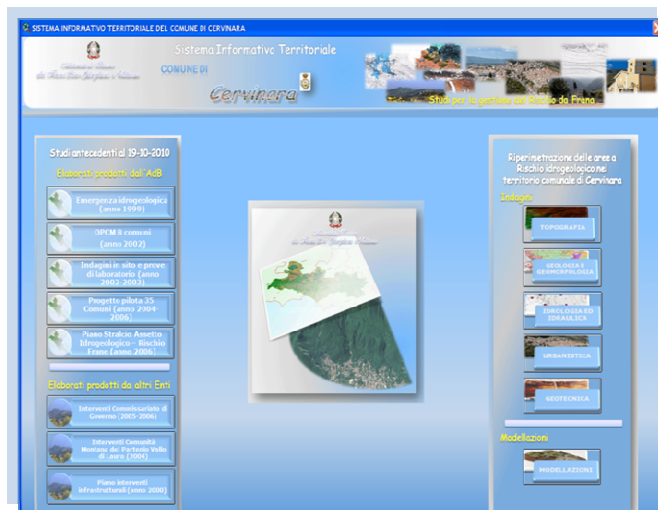 SISTEMA INFORMATIVO TERRITORIALE DEL COMUNE DI CERVINARA
Sistema Informativo Territoriale
COMUNE DI
Cervinara
Studi per la gestione del Rischio da Frana
Studi antecedenti al 19-10-2010
Elaborati prodotti dall'AdB
Emergenza idrogeologica
(anno 1999)
OPCM 8 comuni
(anno 2002)
Indagini in sito e prove
di laboratorio (anno
2002-2003)
Progetto pilota 35
Comuni (anno 2004-
2006)
Piano Stralcio Assetto
Idrogeologico - Rischio
Frane (anno 2006)
Elaborati prodotti da altri Enti
Interventi Commissariato di
Governo (2005-2006)
Interventi Comunità
Montana del Partenio Vallo
di Lauro (2004)
Piano interventi
infrastrutturali (anno 2000)
Riperimetrazione delle aree a
Rischio idrogeologico nel
territorio comunale di Cervinara
Indagini
TOPOGRAFIA
GEOLOGIA E
GEOMORFOLOGIA
IDROLOGIA ED
IDRAULICA
URBANISTICA
GEOTECNICA
Modellazioni
MODELLAZIONI